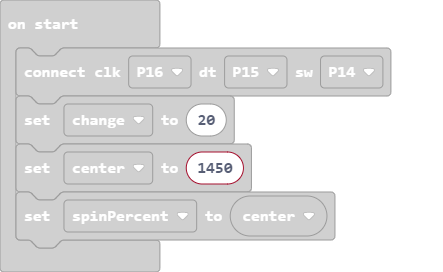 on start
connect clk P16 dt P15 sw P14
set change to 20
set center to 1450
set spinPercent to center